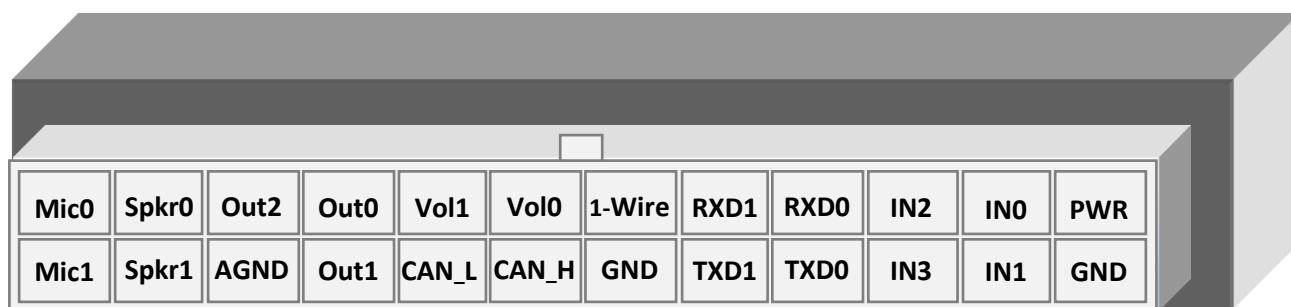 Mic0 Spkr0 Out2 Out0 Vol1 Vol0 1-Wire RXD1 RXD0 IN2 IN0 PWR
Mic1 Spkr1 AGND Out1 CAN_L CAN_H GND TXD1 TXD0 IN3 IN1 GND